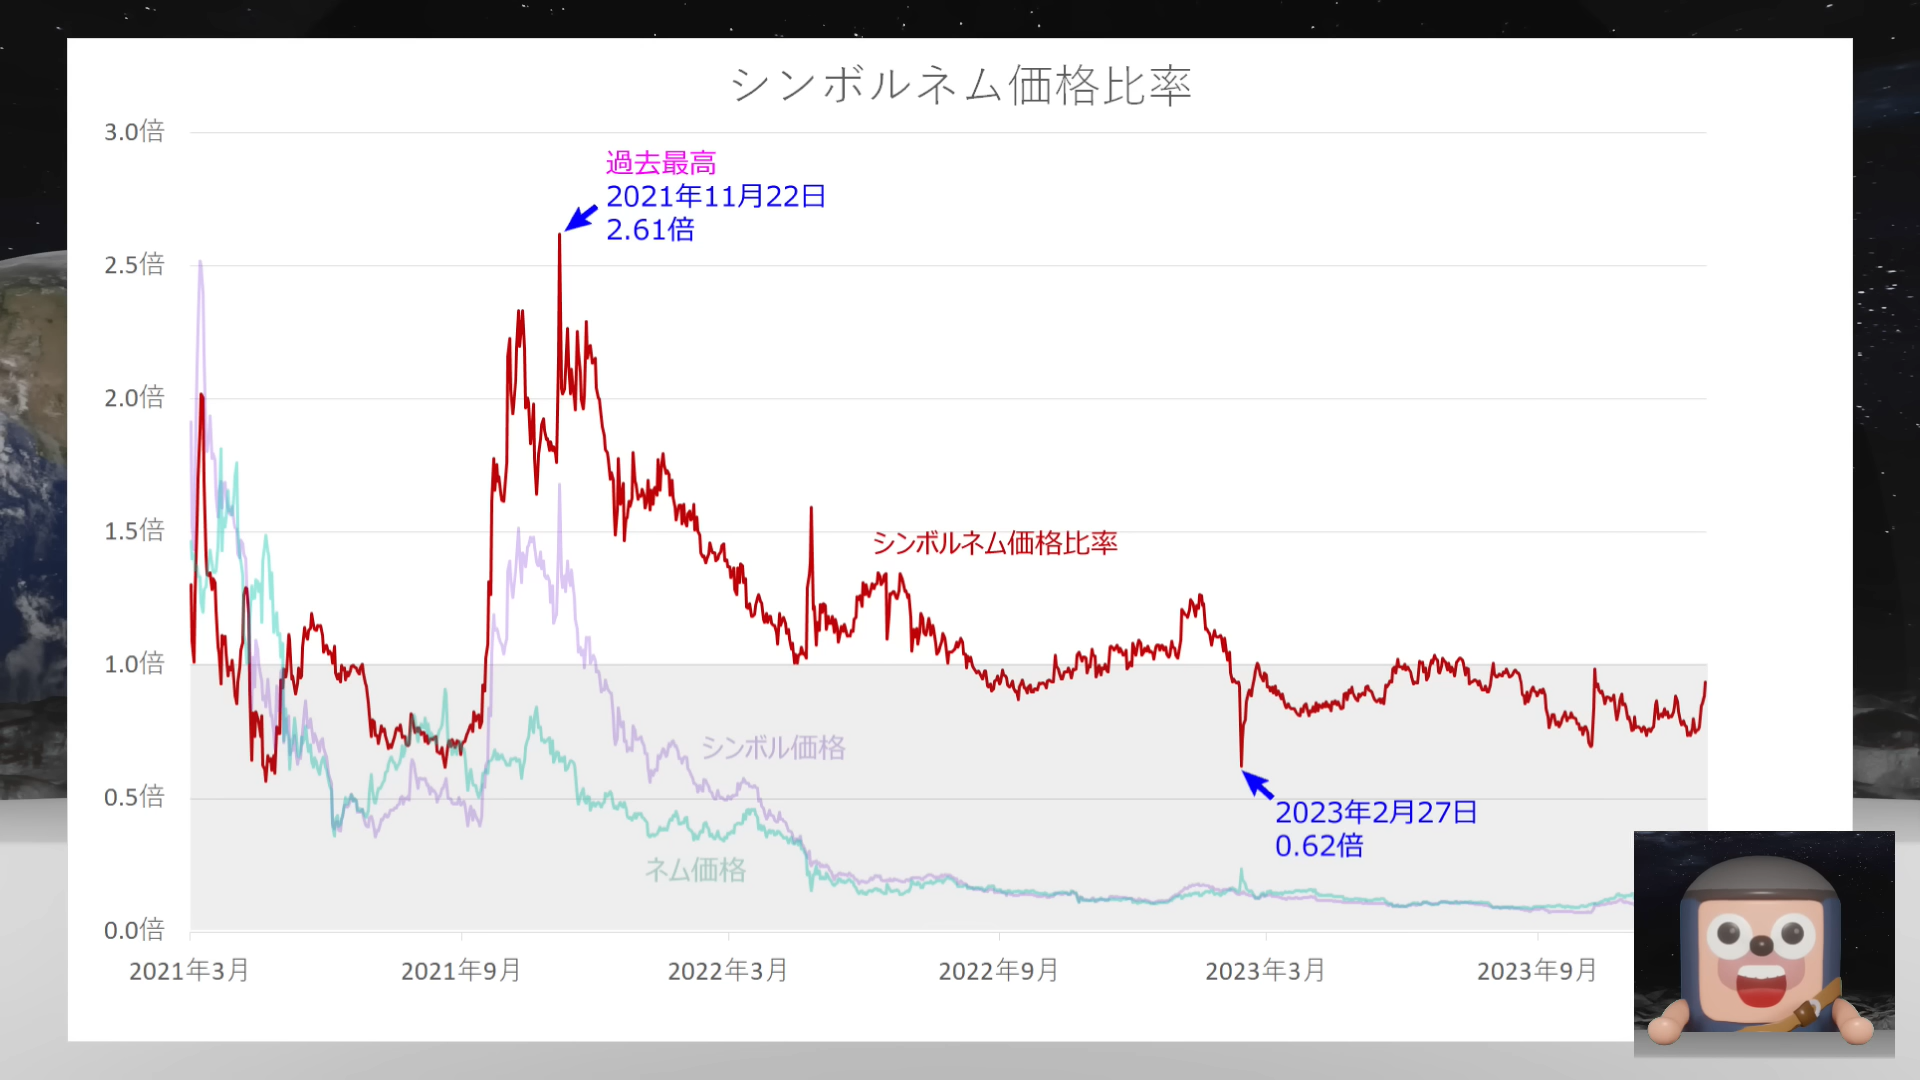 シンボルネム価格比率
3.0倍
過去最高
2021年11月22日
2.61倍
2.5倍
2.0倍
1.5倍
シンボルネム価格比率
1.0倍
シンボル価格
0.5倍
2023年2月27日
0.62倍
ネム価格
0.0倍
2021年3月
2021年9月
2022年3月
2022年9月
2023年3月
2023年9月